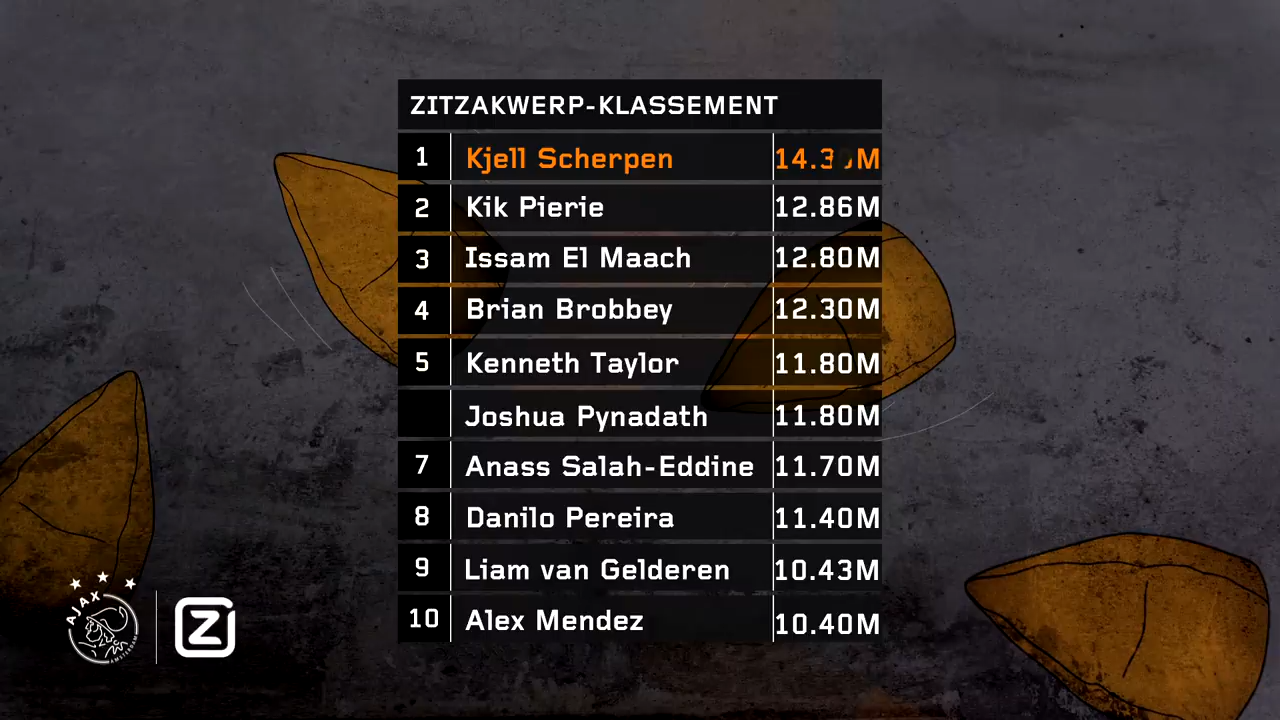 ZITZAKWERP-KLASSEMENT
1 Kjell Scherpen
2 Kik Pierie 12.86M
3 Issam El Maach 12.80M
4 Brian Brobbey 12.30M
5 Kenneth Taylor 11.80M
Joshua Pynadath 11.80M
7 Anass Salah-Eddine 11.70M
8 Danilo Pereira 11.40M
9 Liam van Gelderen 10.43M
10 Alex Mendez 10.40M
AJAX
AMSTERDAM
Z